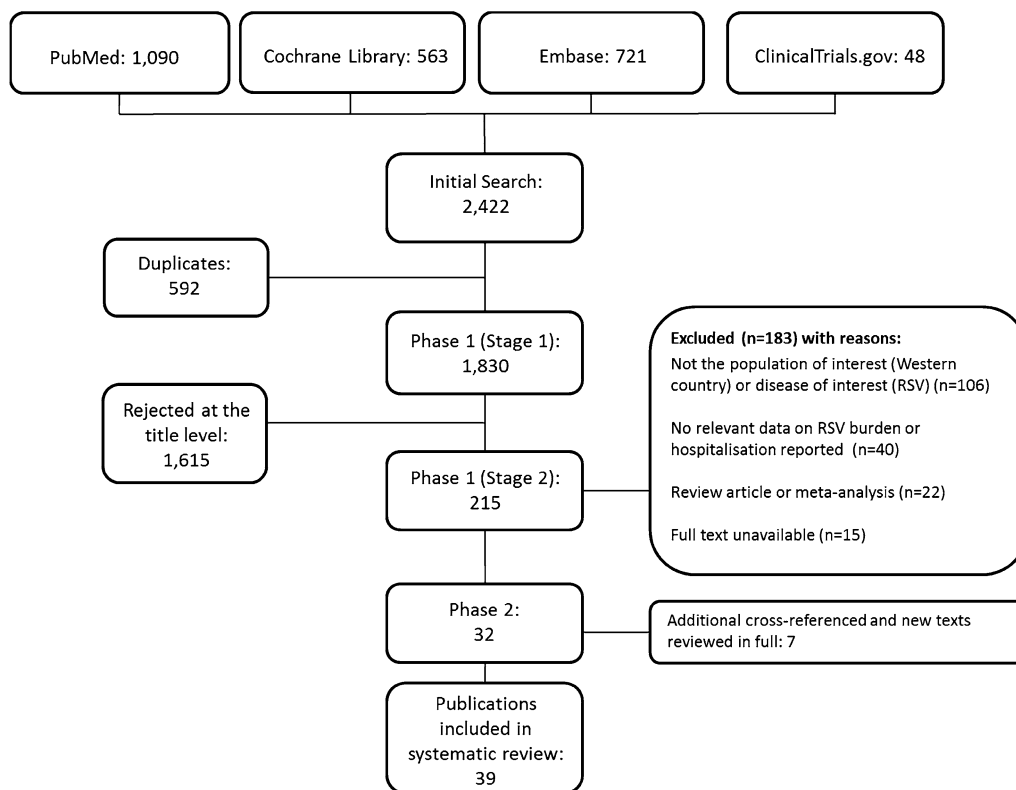 PubMed: 1,090
Cochrane Library: 563
Embase: 721
ClinicalTrials.gov: 48
Initial Search:
2,422
Duplicates:
592
Phase 1 (Stage 1):
1,830
Rejected at the
title level:
1,615
Phase 1 (Stage 2):
215
Excluded (n=183) with reasons:
Not the population of interest (Western
country) or disease of interest (RSV) (n=106)
No relevant data on RSV burden or
hospitalisation reported (n=40)
Review article or meta-analysis (n=22)
Full text unavailable (n=15)
Phase 2:
32
Additional cross-referenced and new texts
reviewed in full: 7
Publications
included in
systematic review:
39